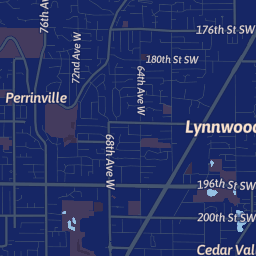 76th Ave W
72nd Ave W
176th St SW
180th St SW
64th Ave W
Perrinville
Lynnwood
68th Ave W
196th St SW
200th St SW
Cedar Val